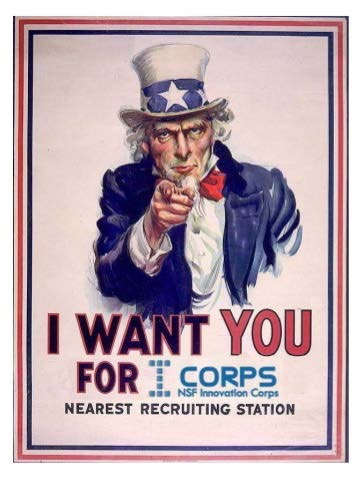 I WANT YOU
FOR I CORPS
NSF Innovation Corps
NEAREST RECRUITING STATION